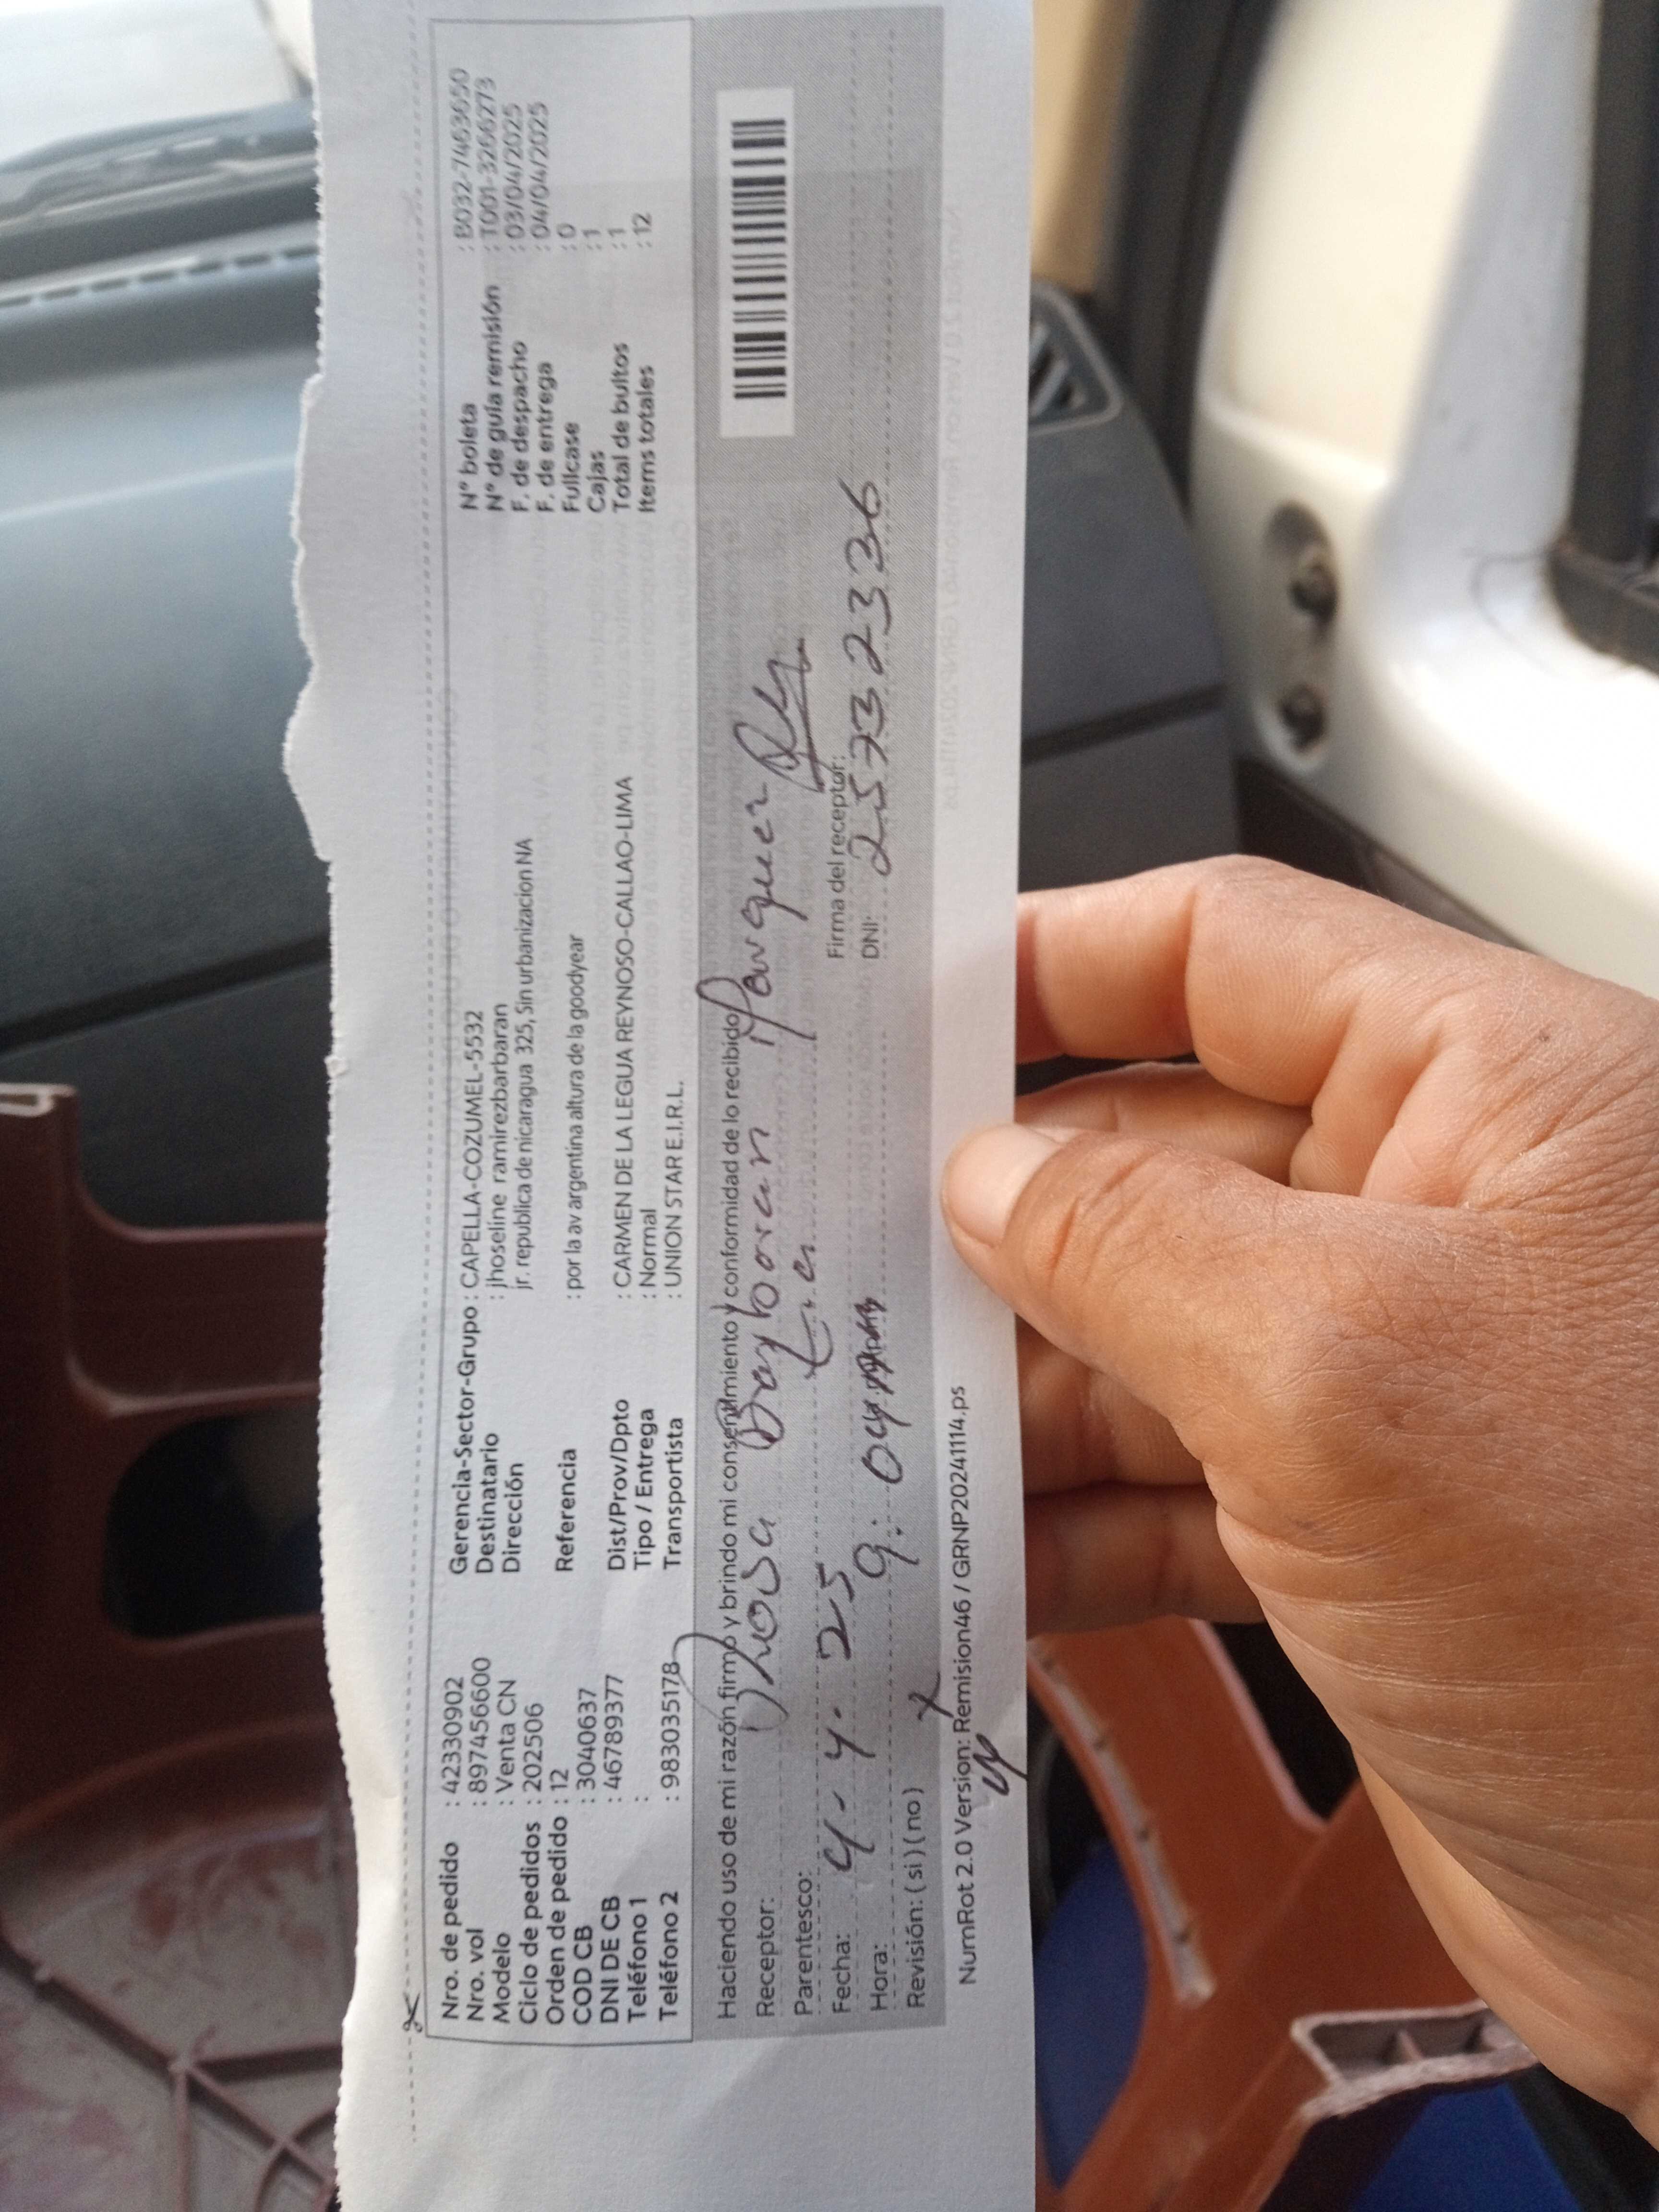 Nro. de pedido : 42330902
Nro. vol : 897456600
Modelo : Venta CN
Ciclo de pedidos : 202506
Orden de pedido : 12
COD CB : 3040637
DNI DE CB : 46789377
Teléfono 1 :
Teléfono 2 : 983035178
Gerencia-Sector-Grupo : CAPELLA-COZUMEL-5532
Destinatario : jhoseline ramirezbarbaran
Dirección jr. republica de nicaragua 325, Sin urbanizacion NA
Referencia : por la av argentina altura de la goodyear
Dist/Prov/Dpto : CARMEN DE LA LEGUA REYNOSO-CALLAO-LIMA
Tipo / Entrega : Normal
Transportista : UNION STAR E.I.R.L.
N° boleta : B032-7463650
N° de guía remisión : T001-3266273
F. de despacho : 03/04/2025
F. de entrega : 04/04/2025
Fullcase : 0
Cajas : 1
Total de bultos : 1
Items totales : 12
Haciendo uso de mi razón firmo y brindo mi consentimiento y conformidad de lo recibido
Receptor: Rosa Barbaran
Parentesco: tia
Fecha: 4-4-25
Firma del receptor:
Hora: 9:04
DNI: 25732336
Revisión: ( si ) ( no )
NumRot 2.0 Version: Remision46 / GRNP20241114.ps